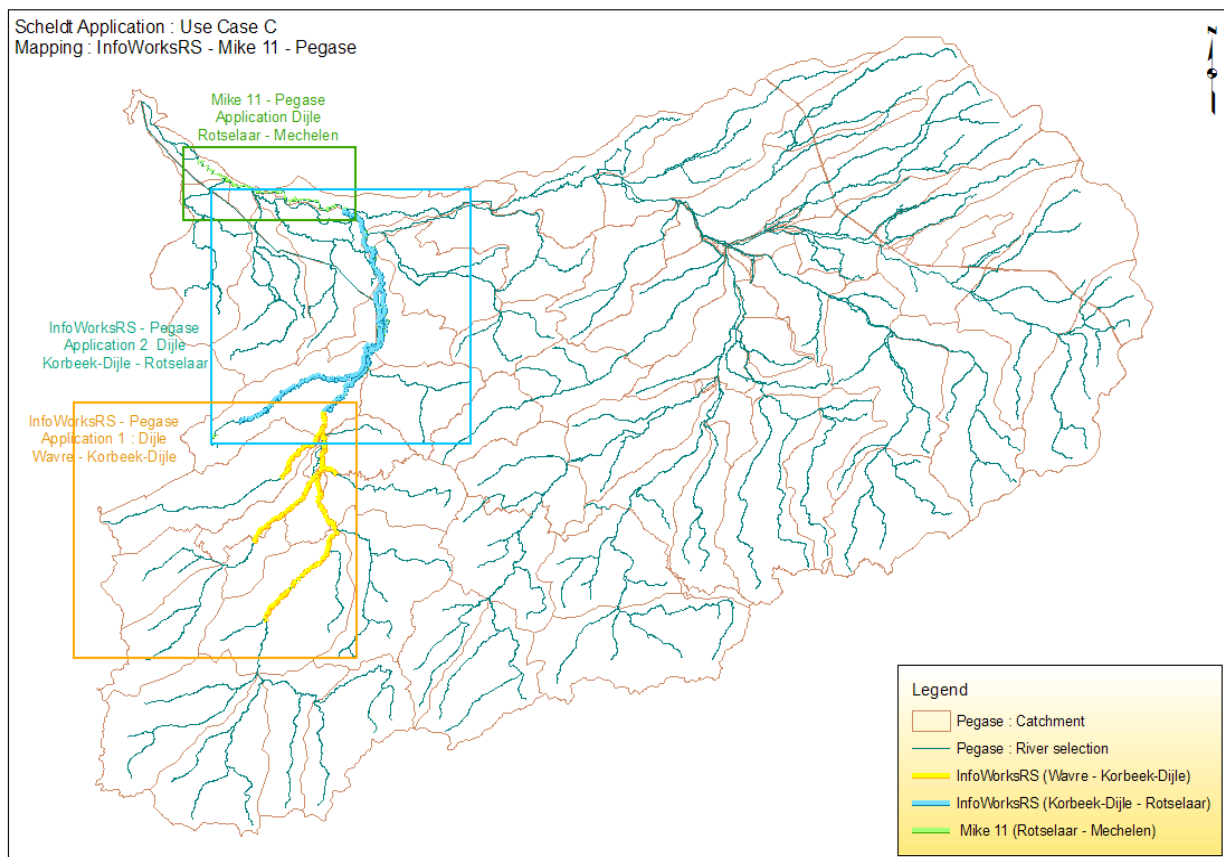 Scheldt Application : Use Case C
Mapping : InfoWorksRS - Mike 11 - Pegase
N
Mike 11 - Pegase
Application Dijle
Rotselaar - Mechelen
InfoWorksRS - Pegase
Application 2 Dijle
Korbeek-Dijle - Rotselaar
InfoWorksRS - Pegase
Application 1 : Dijle
Wavre - Korbeek-Dijle
Legend
Pegase : Catchment
Pegase : River selection
InfoWorksRS (Wavre - Korbeek-Dijle)
InfoWorksRS (Korbeek-Dijle - Rotselaar)
Mike 11 (Rotselaar - Mechelen)